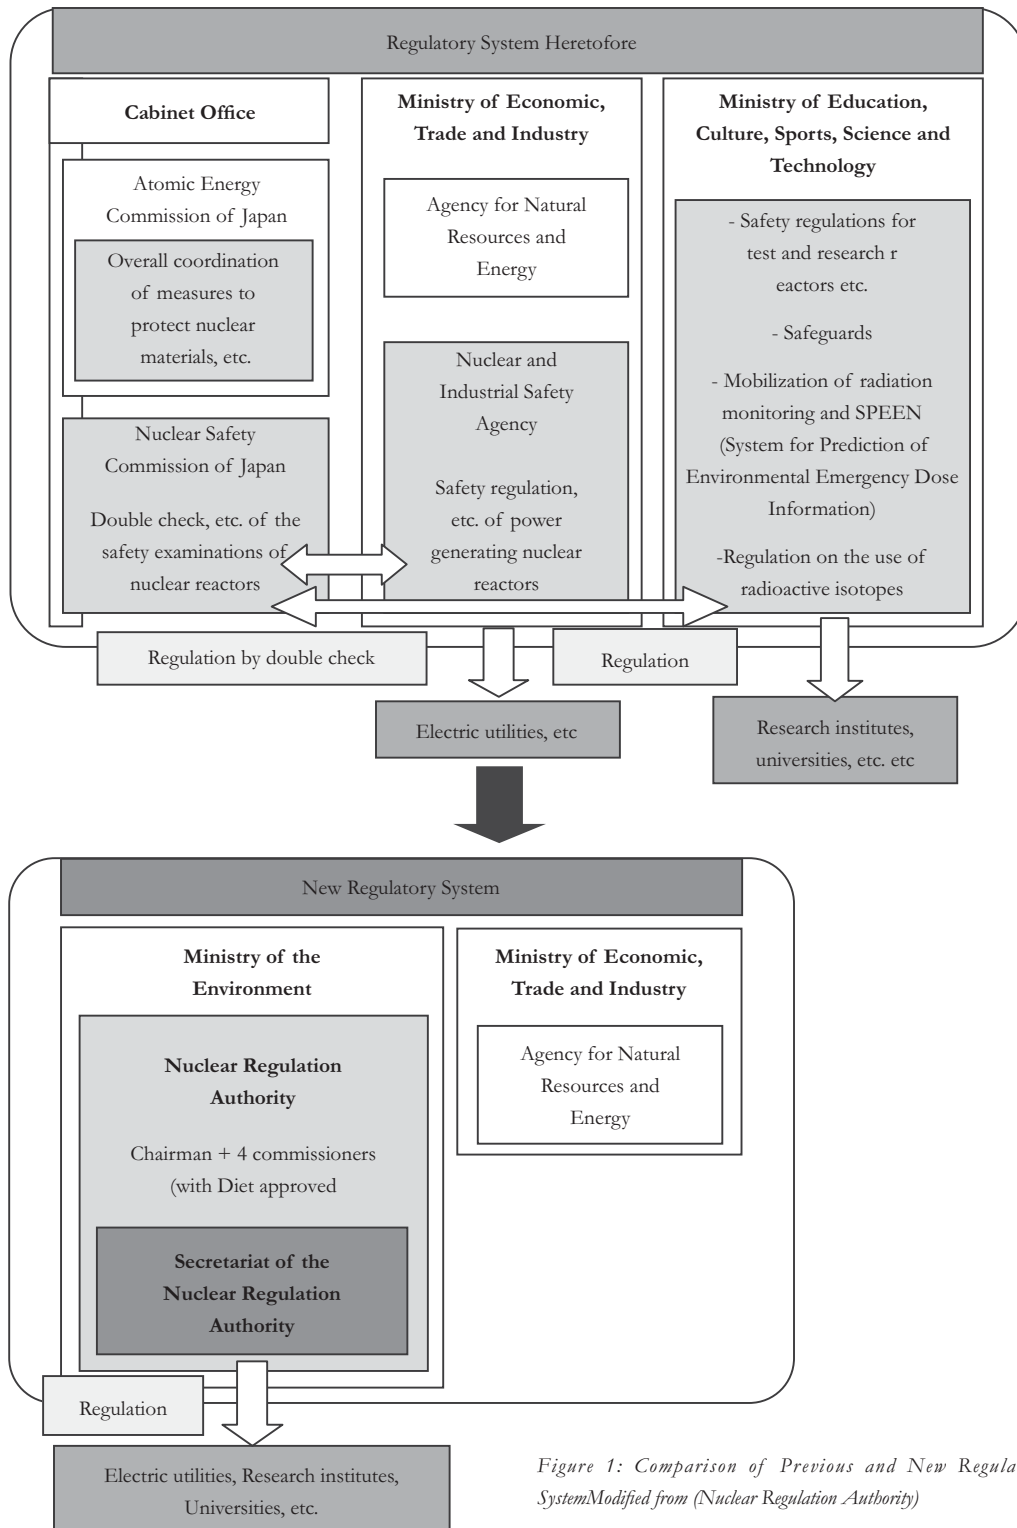 Regulatory System Heretofore
Cabinet Office
Atomic Energy
Commission of Japan
Overall coordination
of measures to
protect nuclear
materials, etc.
Nuclear Safety
Commission of Japan
Double check, etc. of the
safety examinations of
nuclear reactors
Ministry of Economic,
Trade and Industry
Agency for Natural
Resources and
Energy
Nuclear and
Industrial Safety
Agency
Safety regulation,
etc. of power
generating nuclear
reactors
Ministry of Education,
Culture, Sports, Science and
Technology
- Safety regulations for
test and research r
eactors etc.
- Safeguards
- Mobilization of radiation
monitoring and SPEEN
(System for Prediction of
Environmental Emergency Dose
Information)
-Regulation on the use of
radioactive isotopes
Regulation by double check
Regulation
Electric utilities, etc
Research institutes,
universities, etc. etc
New Regulatory System
Ministry of the
Environment
Nuclear Regulation
Authority
Chairman + 4 commissioners
(with Diet approved
Secretariat of the
Nuclear Regulation
Authority
Ministry of Economic,
Trade and Industry
Agency for Natural
Resources and
Energy
Regulation
Electric utilities, Research institutes,
Universities, etc.
Figure 1: Comparison of Previous and New Regula
SystemModified from (Nuclear Regulation Authority)